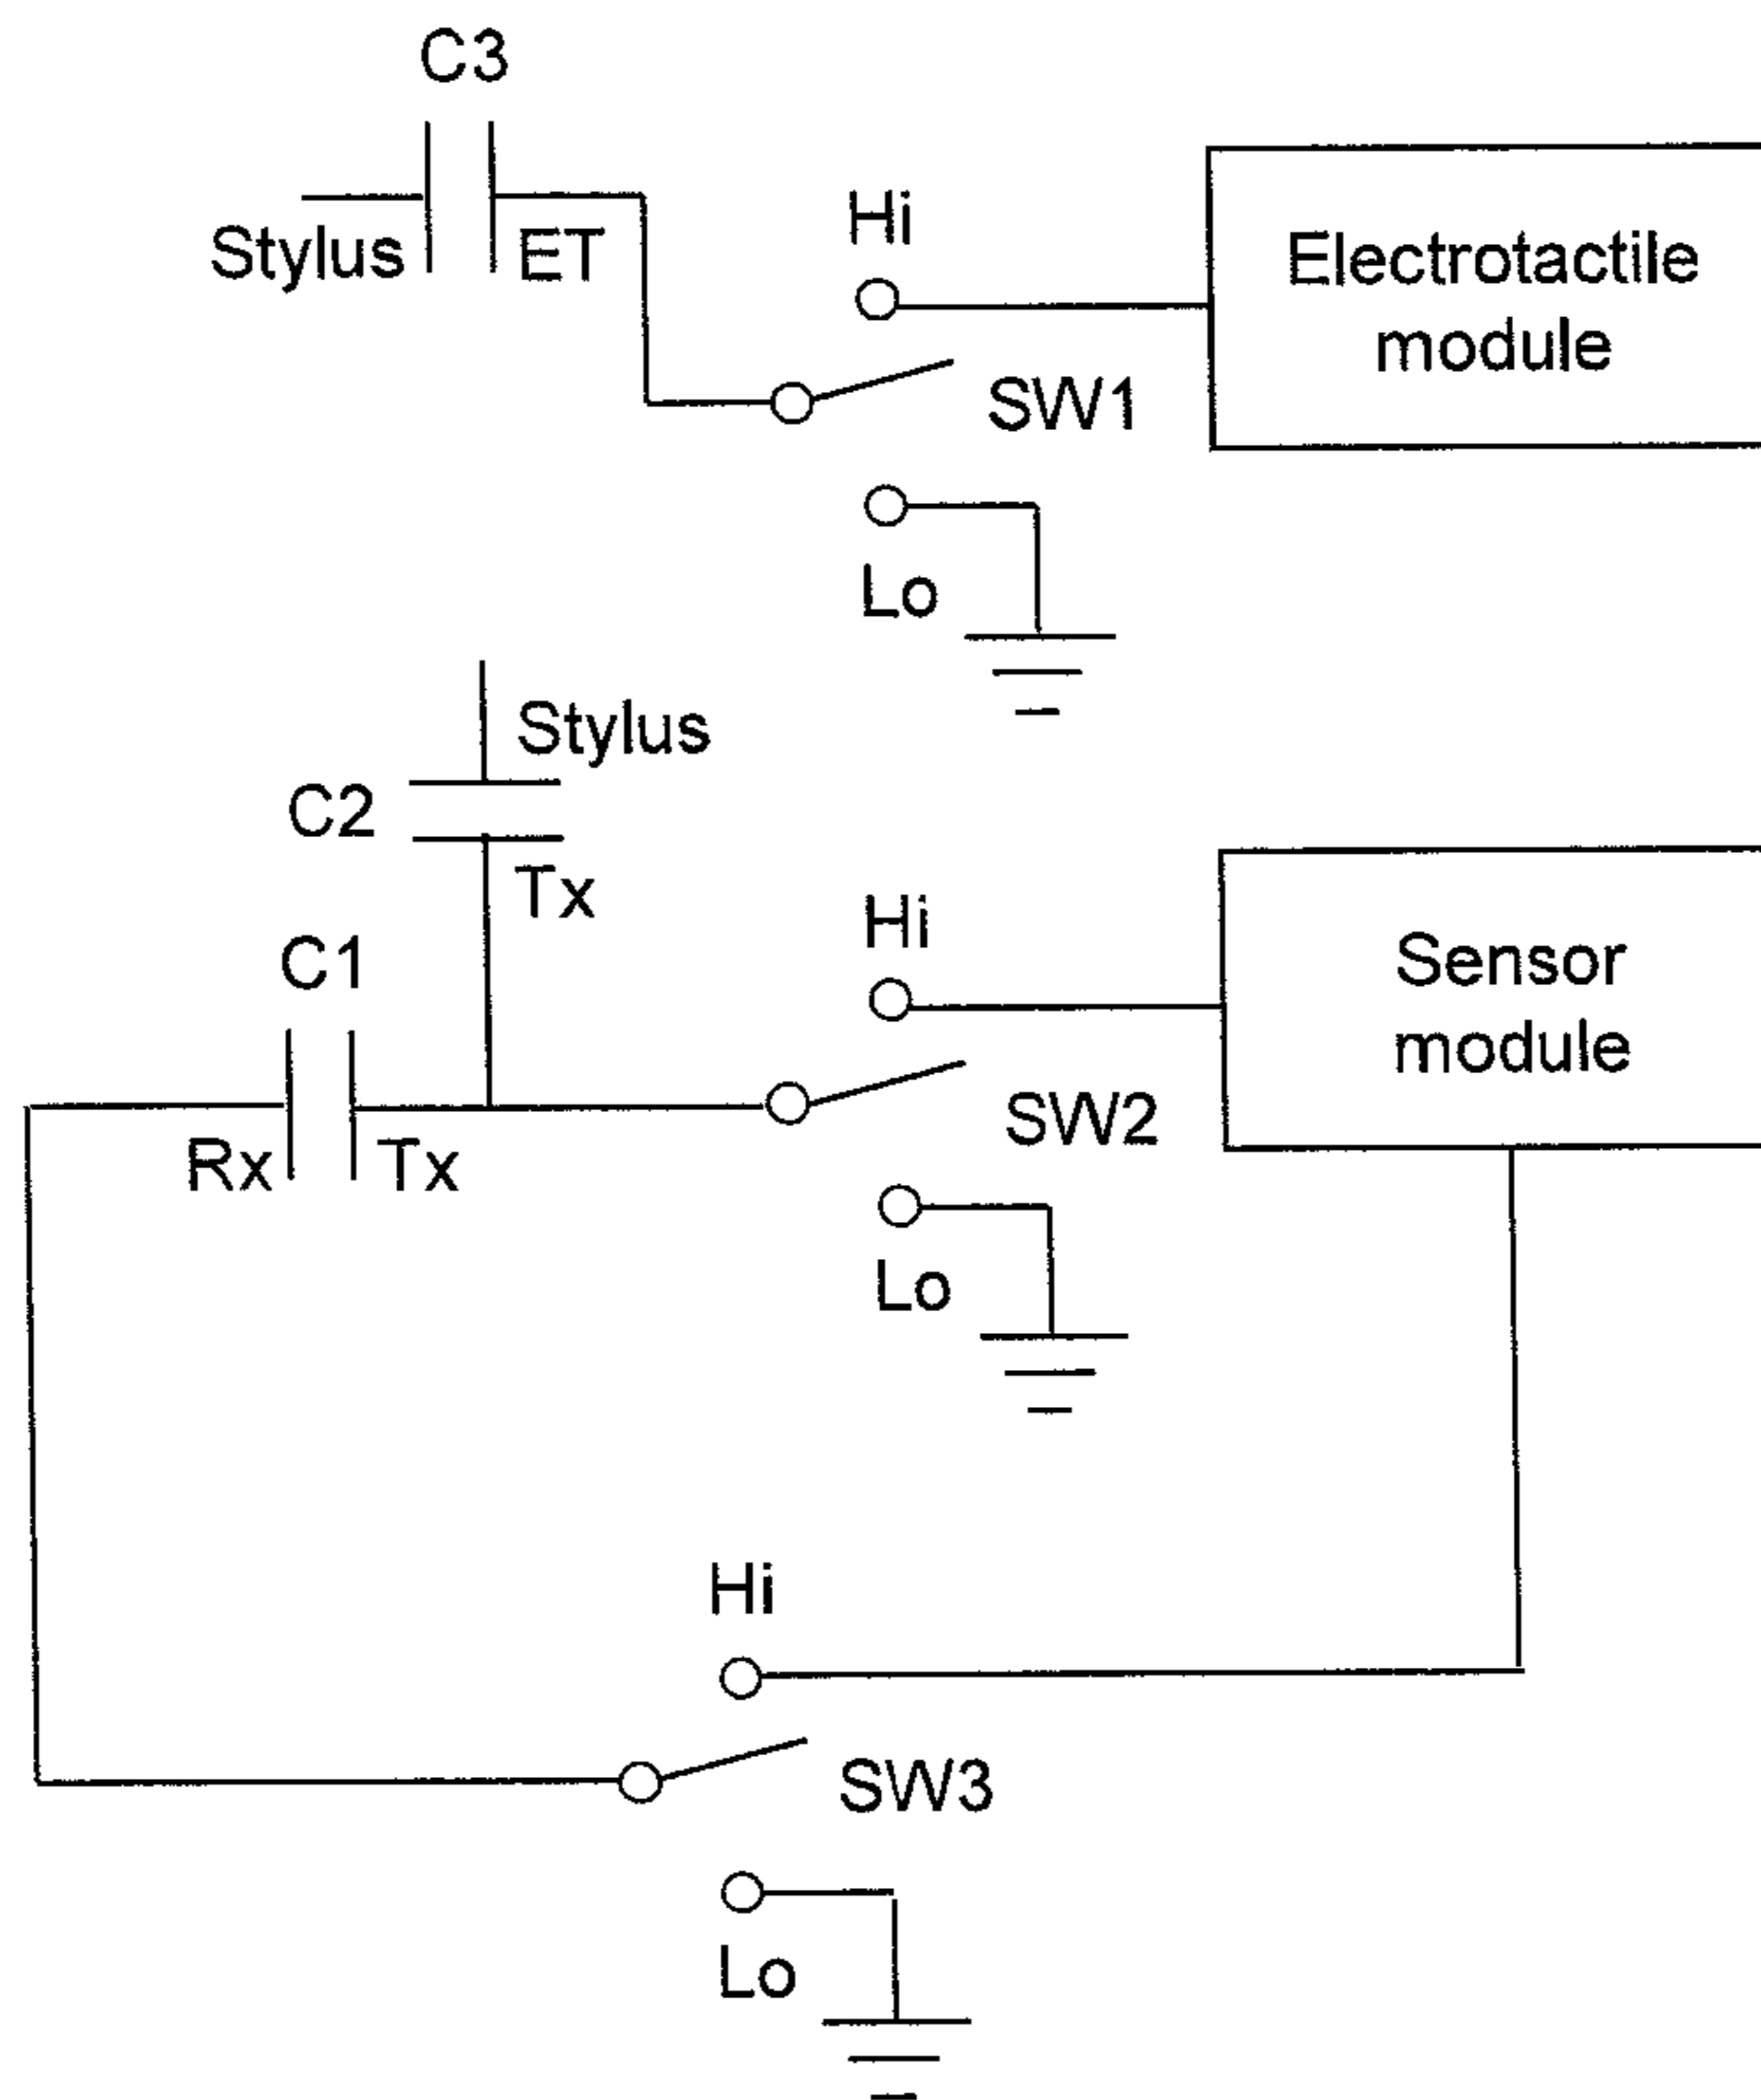 C3
Stylus
ET
Hi
Electrotactile
module
SW1
Lo
Stylus
C2
Tx
C1
Hi
Sensor
module
SW2
Rx
Tx
Lo
Hi
SW3
Lo